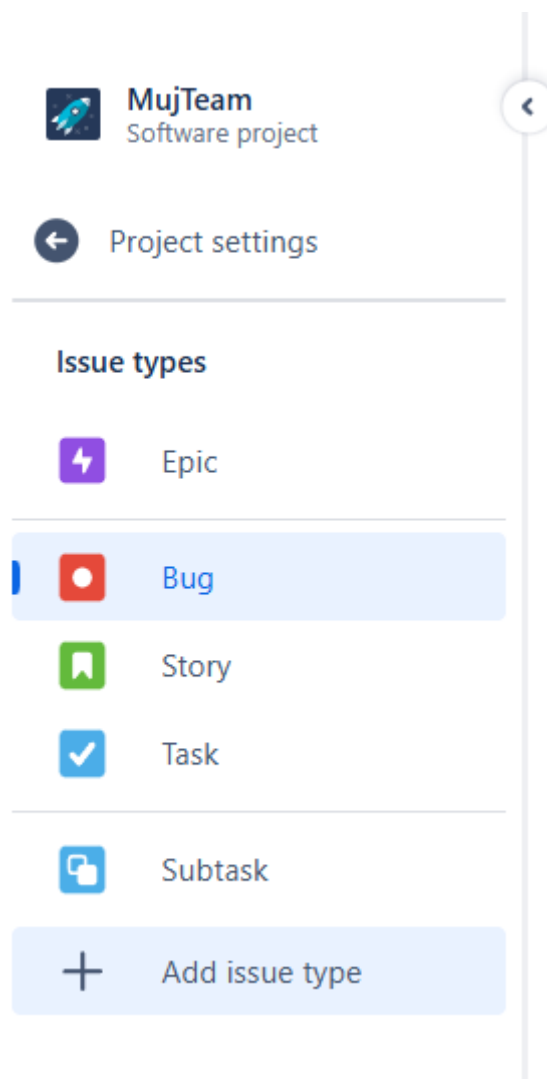 MujTeam
Software project
Project settings
Issue types
Epic
Bug
Story
Task
Subtask
Add issue type